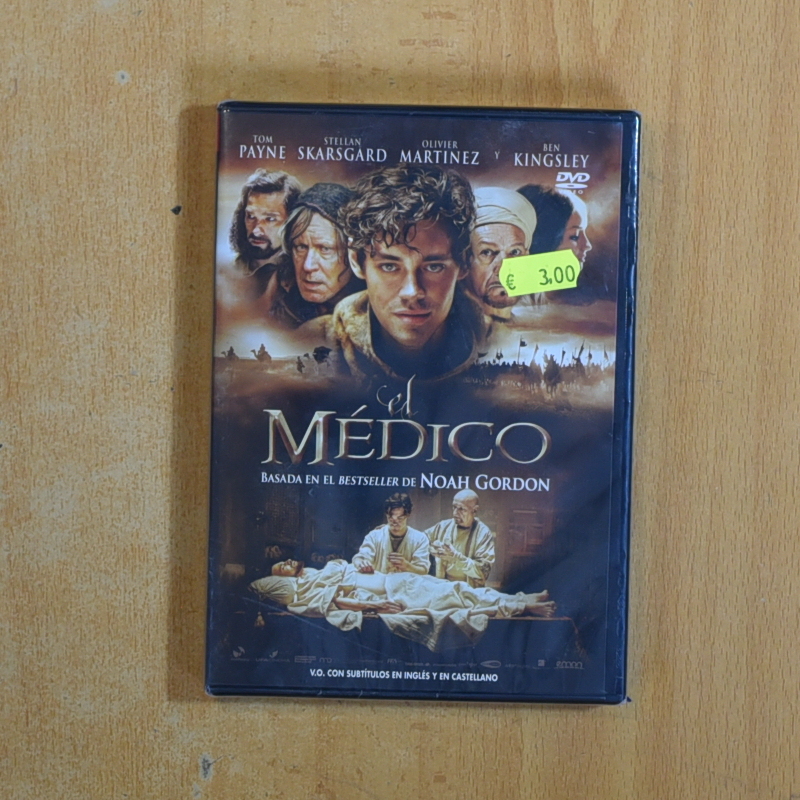 TOM PAYNE
STELLAN SKARSGARD
OLIVIER MARTINEZ
Y
BEN KINGSLEY
DVD
€ 3.00
el
MÉDICO
BASADA EN EL BESTSELLER DE NOAH GORDON
V.O. CON SUBTÍTULOS EN INGLÉS Y EN CASTELLANO